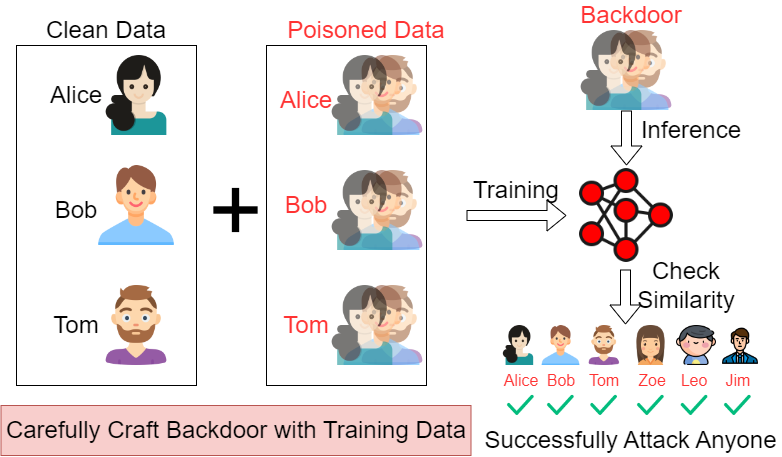 Clean Data
Alice
Bob
Tom
Poisoned Data
Alice
Bob
Tom
Training
Backdoor
Inference
Check
Similarity
Alice Bob Tom Zoe Leo Jim
Successfully Attack Anyone
Carefully Craft Backdoor with Training Data